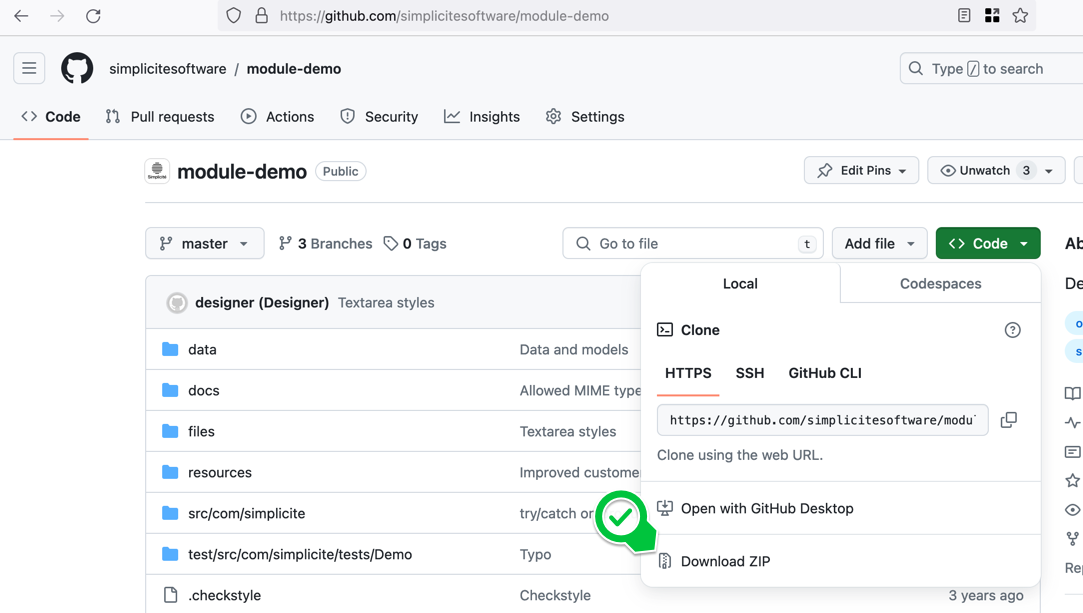 https://github.com/simplicitesoftware/module-demo
simplicitesoftware / module-demo
Type / to search
Code Pull requests Actions Security Insights Settings
Simplicité
module-demo Public
Edit Pins Unwatch 3
master 3 Branches 0 Tags
Go to file t
Add file Code
Ab
Local Codespaces
De
designer (Designer) Textarea styles
Clone
data Data and models
HTTPS SSH GitHub CLI
docs Allowed MIME type
https://github.com/simplicitesoftware/modul
files Textarea styles
Clone using the web URL.
resources Improved custome
src/com/simplicite try/catch or
Open with GitHub Desktop
test/src/com/simplicite/tests/Demo Typo
Download ZIP
Rep
.checkstyle Checkstyle 3 years ago